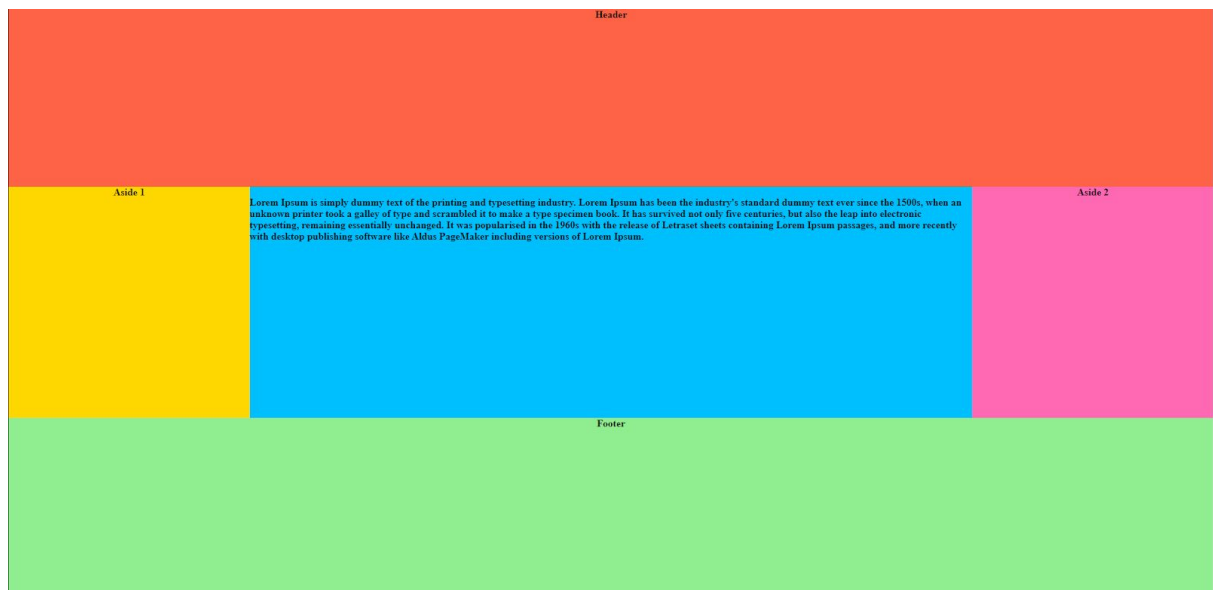 Header
Aside 1
Lorem Ipsum is simply dummy text of the printing and typesetting industry. Lorem Ipsum has been the industry's standard dummy text ever since the 1500s, when an
unknown printer took a galley of type and scrambled it to make a type specimen book. It has survived not only five centuries, but also the leap into electronic
typesetting, remaining essentially unchanged. It was popularised in the 1960s with the release of Letraset sheets containing Lorem Ipsum passages, and more recently
with desktop publishing software like Aldus PageMaker including versions of Lorem Ipsum.
Aside 2
Footer